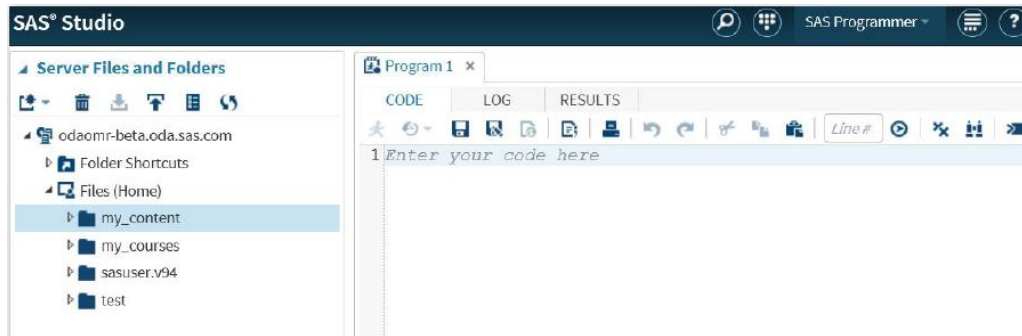 SAS® Studio
SAS Programmer
?
Server Files and Folders
odaomr-beta.oda.sas.com
Folder Shortcuts
Files (Home)
my_content
my_courses
sasuser.v94
test
Program 1 ×
CODE LOG RESULTS
Line #
1 Enter your code here